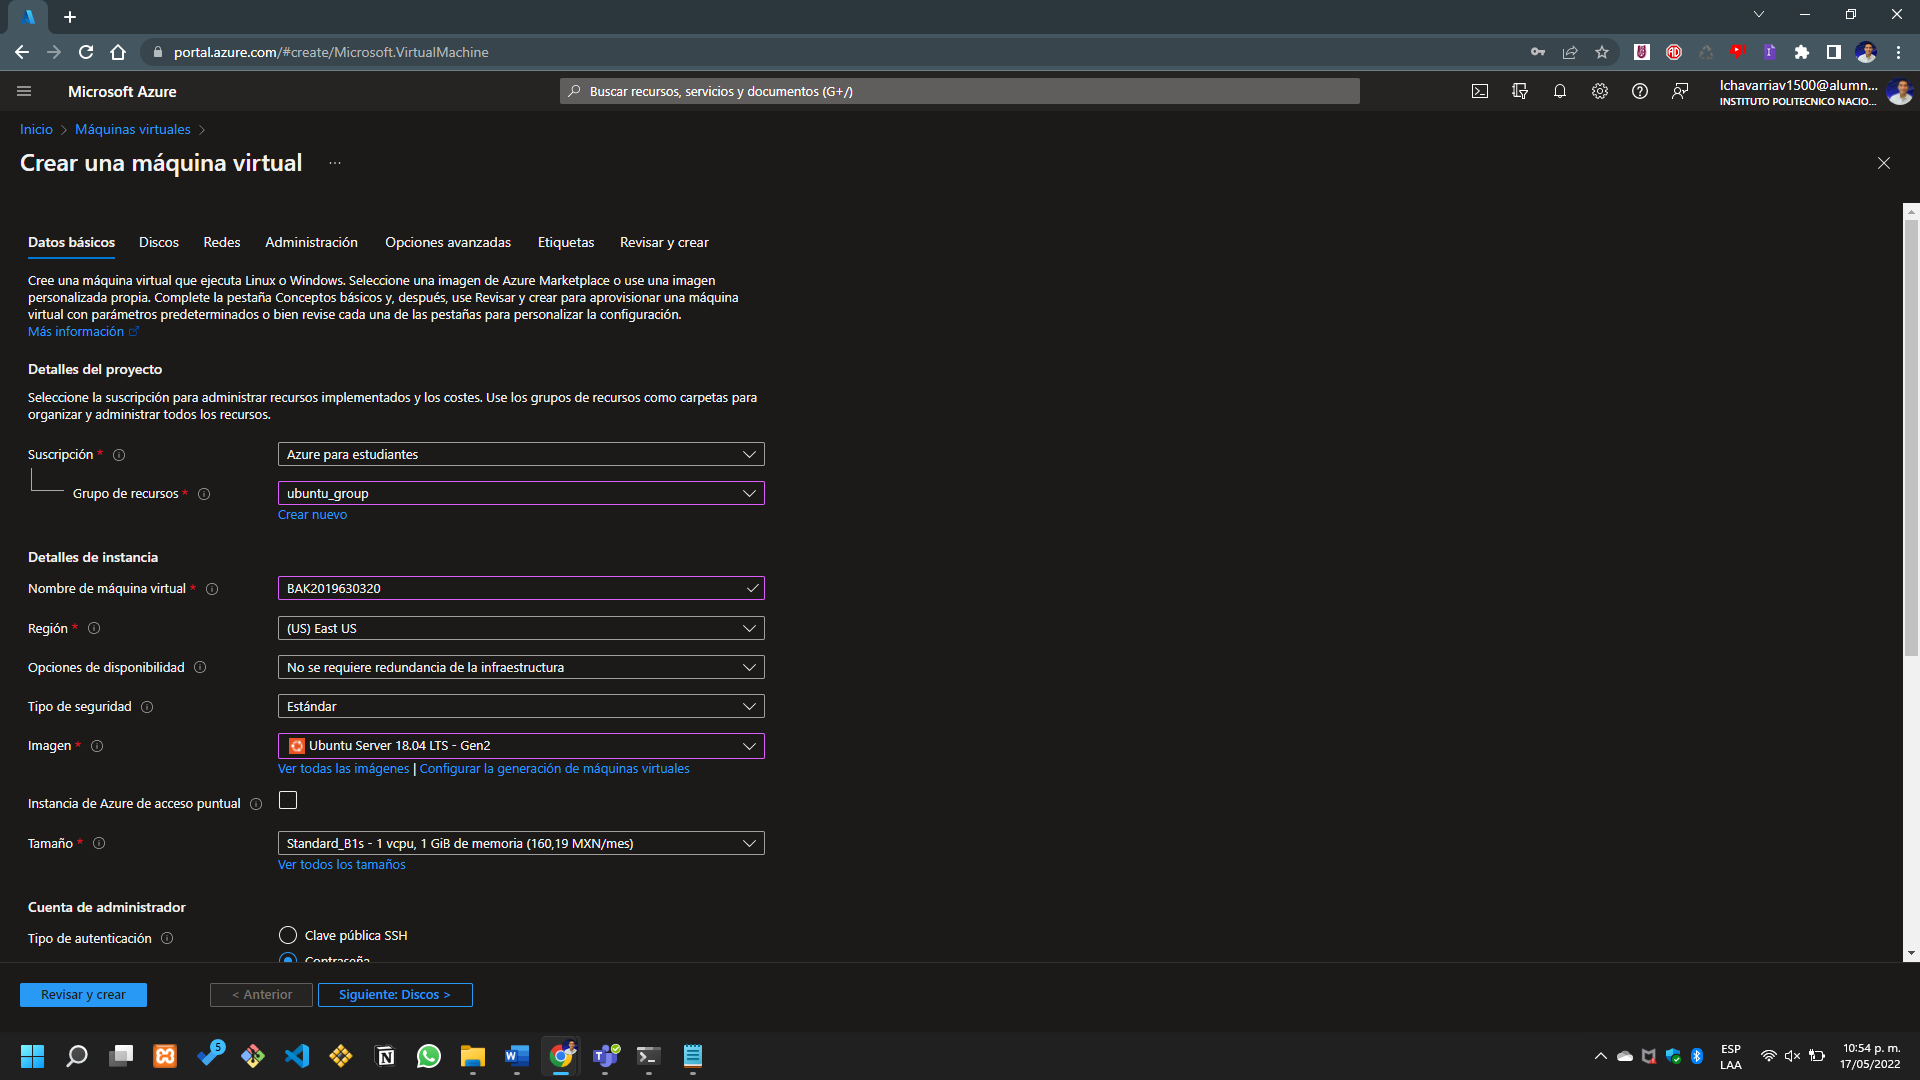 portal.azure.com/#create/Microsoft.VirtualMachine
Microsoft Azure
Buscar recursos, servicios y documentos (G+/)
lchavarriav1500@alumn...
INSTITUTO POLITECNICO NACIO...
Inicio > Máquinas virtuales >
Crear una máquina virtual ...
Datos básicos Discos Redes Administración Opciones avanzadas Etiquetas Revisar y crear
Cree una máquina virtual que ejecuta Linux o Windows. Seleccione una imagen de Azure Marketplace o use una imagen
personalizada propia. Complete la pestaña Conceptos básicos y, después, use Revisar y crear para aprovisionar una máquina
virtual con parámetros predeterminados o bien revise cada una de las pestañas para personalizar la configuración.
Más información
Detalles del proyecto
Seleccione la suscripción para administrar recursos implementados y los costes. Use los grupos de recursos como carpetas para
organizar y administrar todos los recursos.
Suscripción * Azure para estudiantes
Grupo de recursos * ubuntu_group
Crear nuevo
Detalles de instancia
Nombre de máquina virtual * BAK2019630320
Región * (US) East US
Opciones de disponibilidad No se requiere redundancia de la infraestructura
Tipo de seguridad Estándar
Imagen * Ubuntu Server 18.04 LTS - Gen2
Ver todas las imágenes | Configurar la generación de máquinas virtuales
Instancia de Azure de acceso puntual
Tamaño * Standard_B1s - 1 vcpu, 1 GiB de memoria (160,19 MXN/mes)
Ver todos los tamaños
Cuenta de administrador
Tipo de autenticación Clave pública SSH
Contraseña
Revisar y crear < Anterior Siguiente: Discos >
5
ESP
LAA
10:54 p. m.
17/05/2022